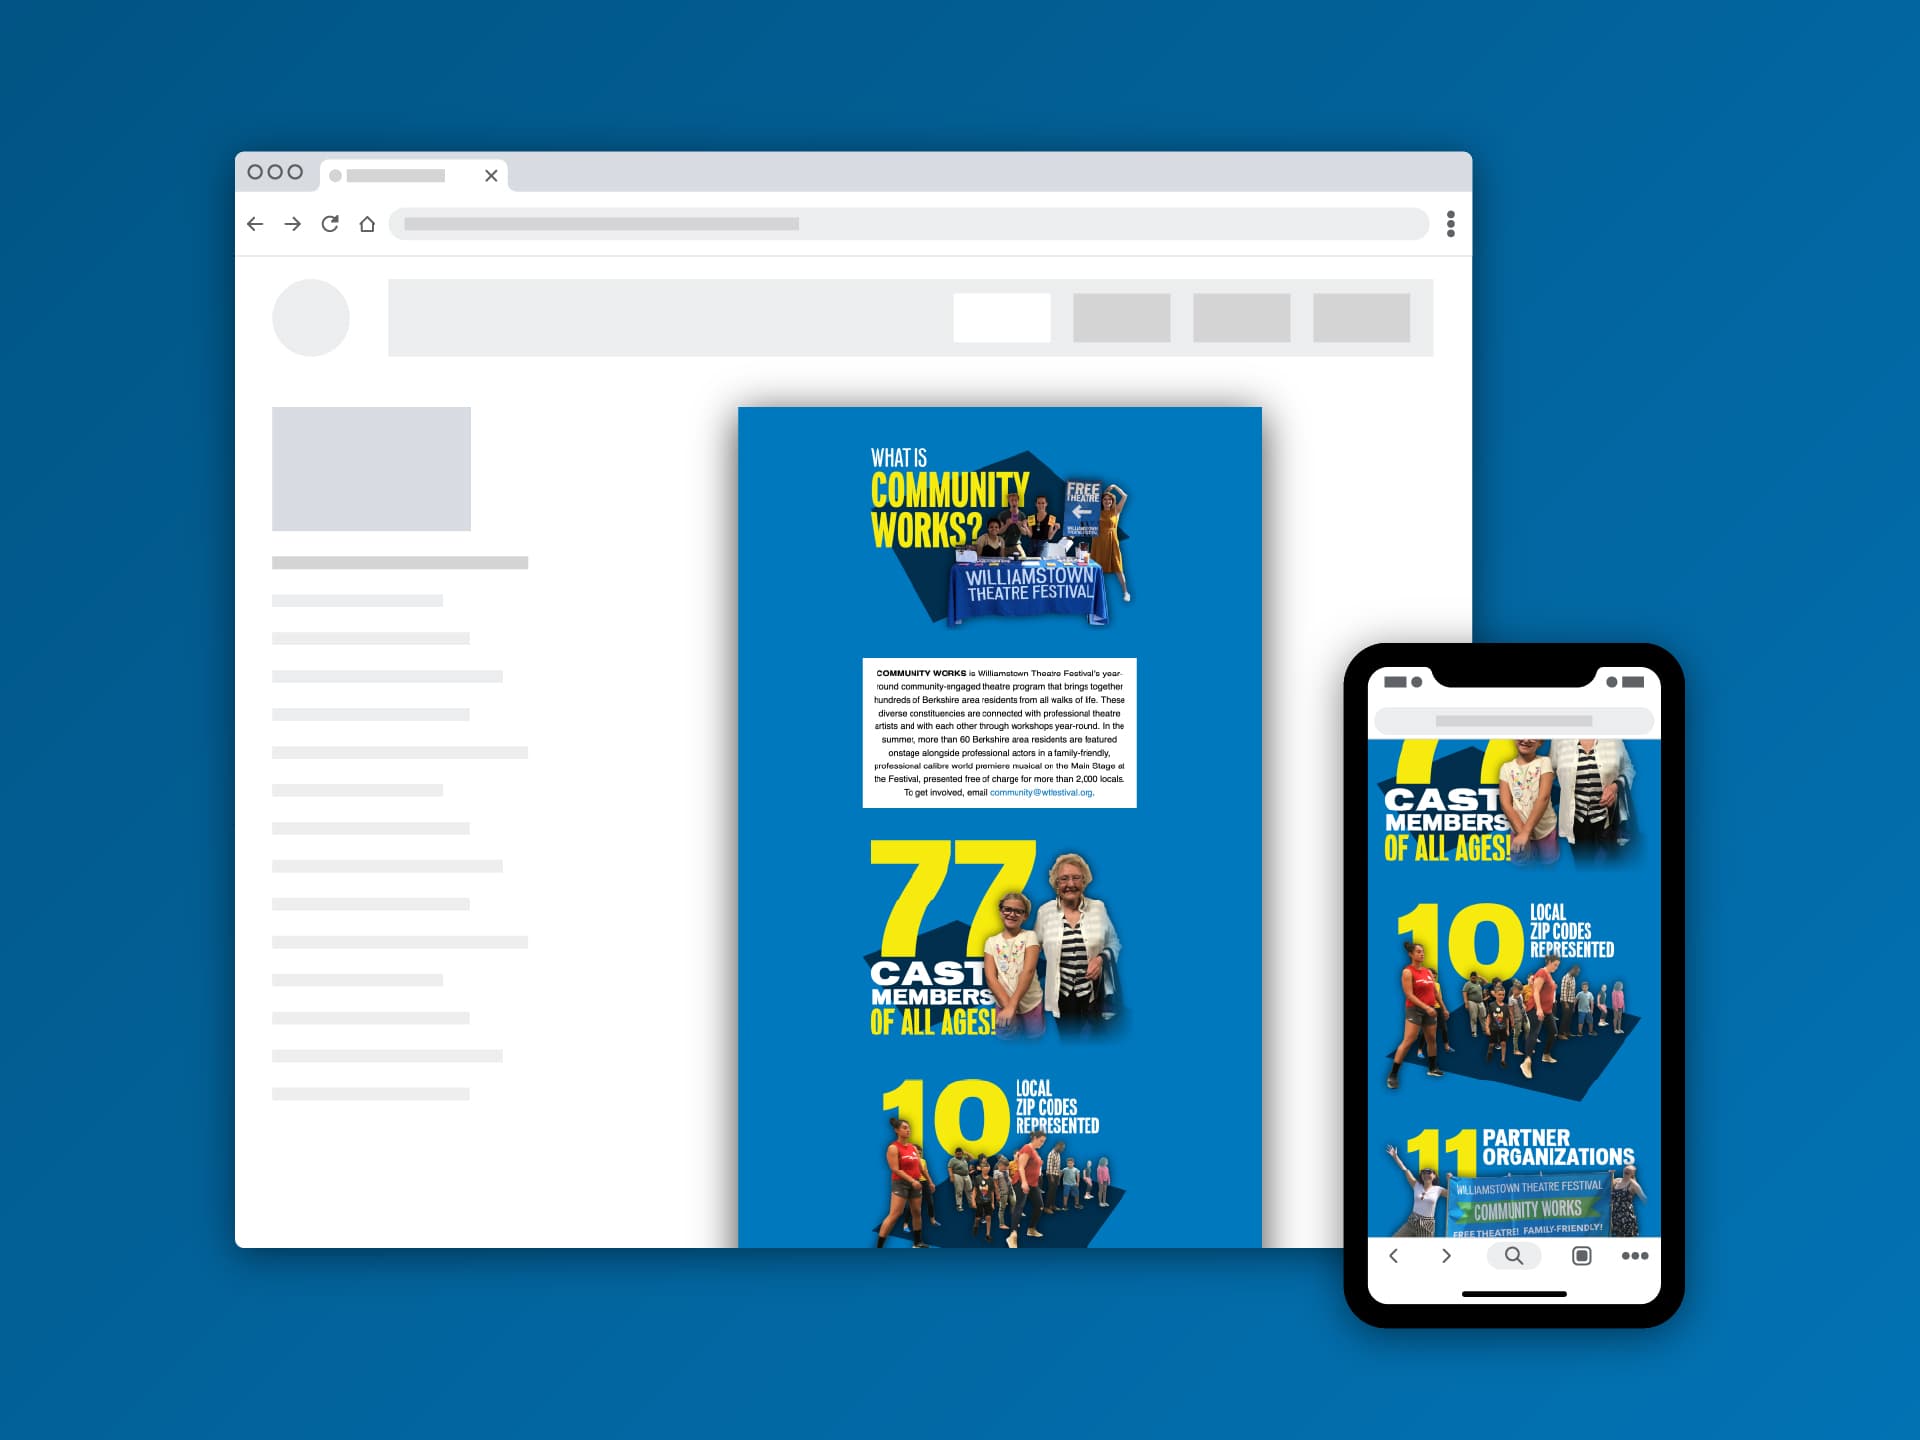 WHAT IS
COMMUNITY
WORKS?
FREE
THEATRE
WILLIAMSTOWN
THEATRE FESTIVAL
WILLIAMSTOWN
THEATRE FESTIVAL
COMMUNITY WORKS is Williamstown Theatre Festival's year-
round community-engaged theatre program that brings together
hundreds of Berkshire area residents from all walks of life. These
diverse constituencies are connected with professional theatre
artists and with each other through workshops year-round. In the
summer, more than 60 Berkshire area residents are featured
onstage alongside professional actors in a family-friendly,
professional calibre world premiere musical on the Main Stage at
the Festival, presented free of charge for more than 2,000 locals.
To get involved, email community@wtfestival.org.
77
CAST
MEMBERS
OF ALL AGES!
10
LOCAL
ZIP CODES
REPRESENTED
77
CAST
MEMBERS
OF ALL AGES!
10
LOCAL
ZIP CODES
REPRESENTED
11
PARTNER
ORGANIZATIONS
WILLIAMSTOWN THEATRE FESTIVAL
COMMUNITY WORKS
FREE THEATRE! FAMILY-FRIENDLY!